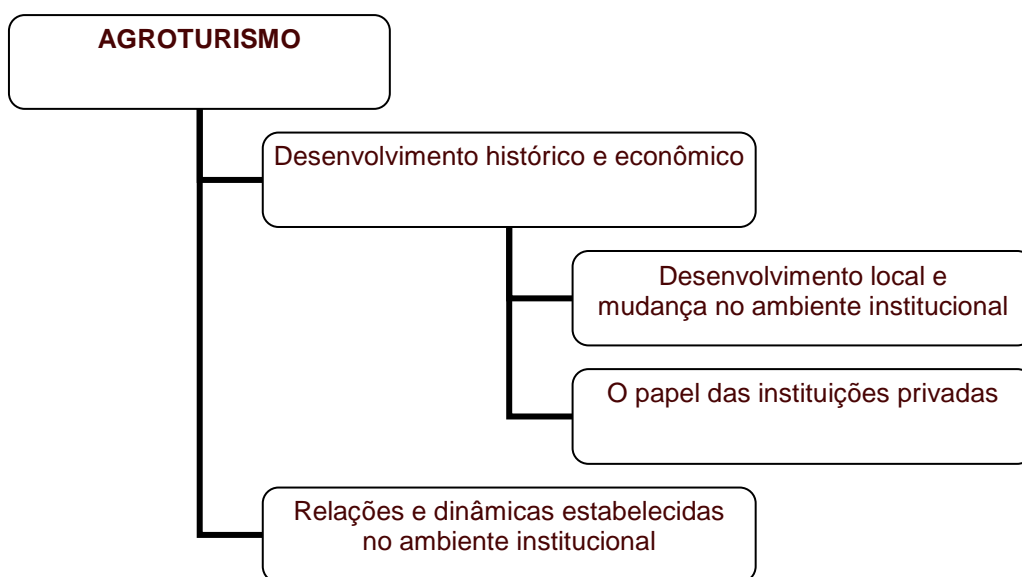 AGROTURISMO
Desenvolvimento histórico e econômico
Desenvolvimento local e
mudança no ambiente institucional
O papel das instituições privadas
Relações e dinâmicas estabelecidas
no ambiente institucional